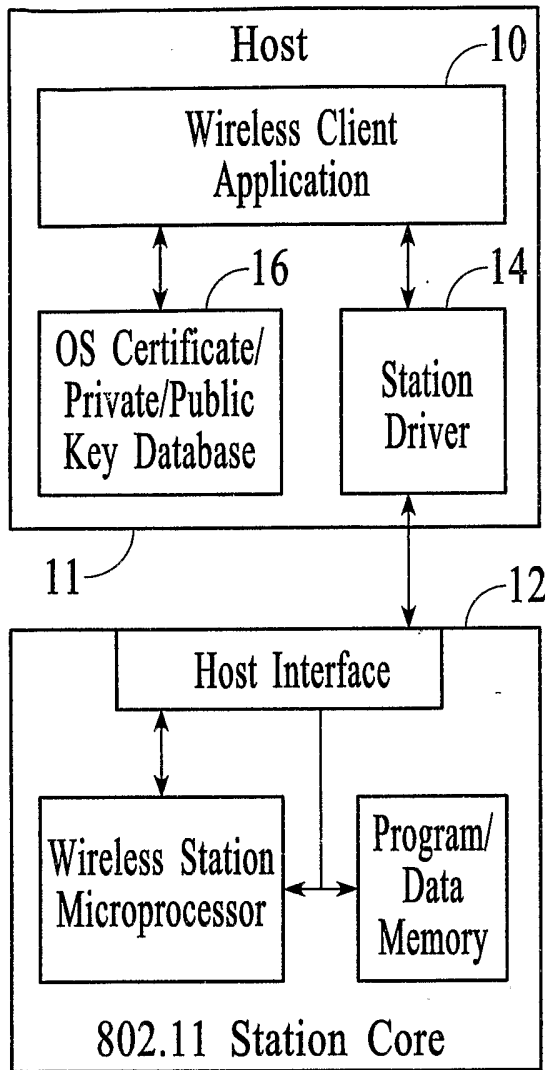 Host
10
Wireless Client
Application
16
14
OS Certificate/
Private/Public
Key Database
Station
Driver
11
12
Host Interface
Wireless Station
Microprocessor
Program/
Data
Memory
802.11 Station Core